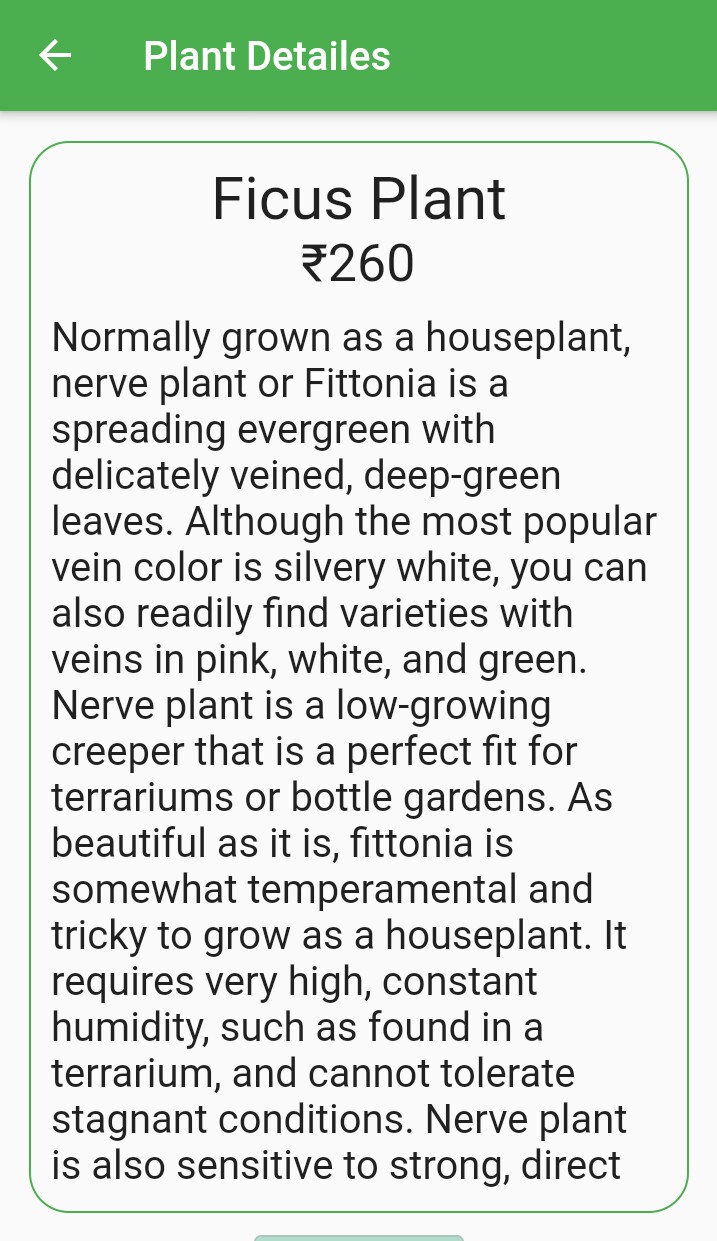 Plant Detailes
Ficus Plant
₹260
Normally grown as a houseplant,
nerve plant or Fittonia is a
spreading evergreen with
delicately veined, deep-green
leaves. Although the most popular
vein color is silvery white, you can
also readily find varieties with
veins in pink, white, and green.
Nerve plant is a low-growing
creeper that is a perfect fit for
terrariums or bottle gardens. As
beautiful as it is, fittonia is
somewhat temperamental and
tricky to grow as a houseplant. It
requires very high, constant
humidity, such as found in a
terrarium, and cannot tolerate
stagnant conditions. Nerve plant
is also sensitive to strong, direct